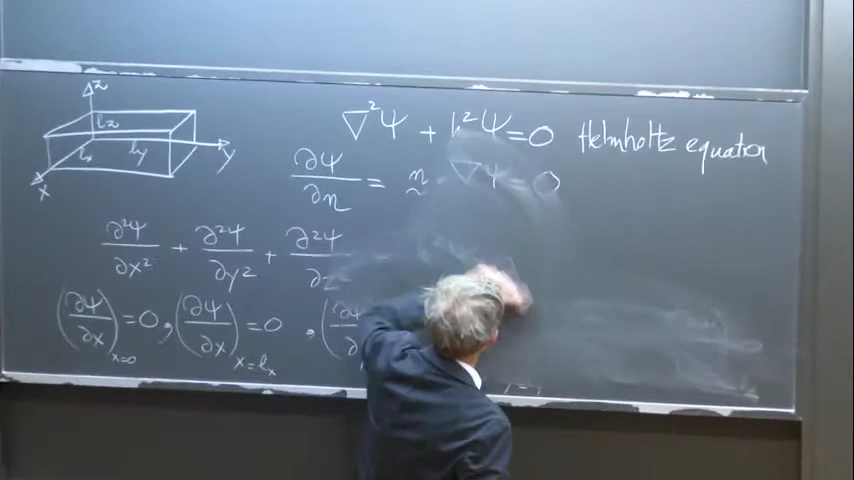 z
lz
lx
ly
y
x
∇²Ψ + k²Ψ = 0 Helmholtz equation
∂Ψ/∂n = n · ∇Ψ = 0
∂²Ψ/∂x² + ∂²Ψ/∂y² + ∂²Ψ/∂z
(∂Ψ/∂x)x=0 = 0, (∂Ψ/∂x)x=lx = 0, (∂Ψ/∂